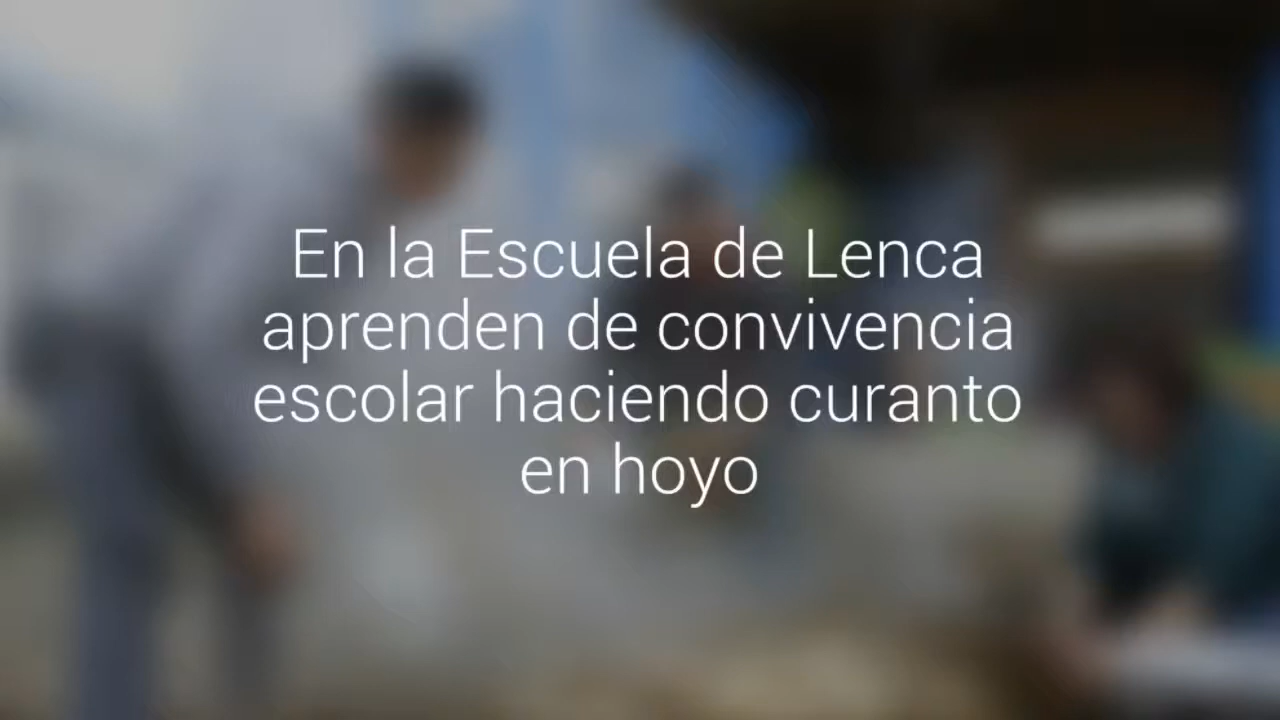 En la Escuela de Lenca
aprenden de convivencia
escolar haciendo curanto
en hoyo